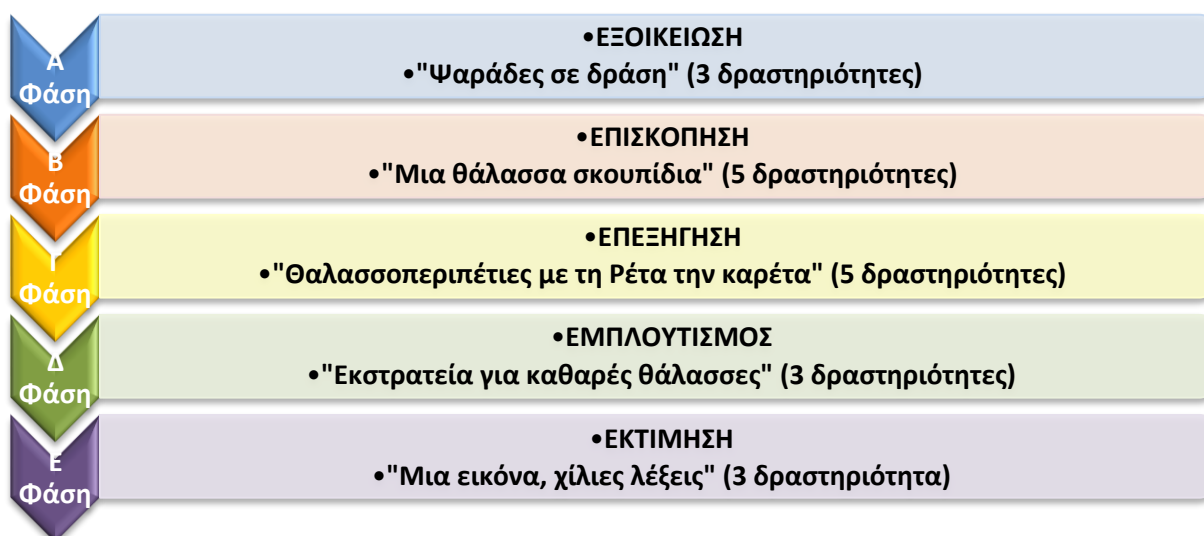 Α
Φάση
•ΕΞΟΙΚΕΙΩΣΗ
•"Ψαράδες σε δράση" (3 δραστηριότητες)
Β
Φάση
•ΕΠΙΣΚΟΠΗΣΗ
•"Μια θάλασσα σκουπίδια" (5 δραστηριότητες)
Γ
Φάση
•ΕΠΕΞΗΓΗΣΗ
•"Θαλασσοπεριπέτιες με τη Ρέτα την καρέτα" (5 δραστηριότητες)
Δ
Φάση
•ΕΜΠΛΟΥΤΙΣΜΟΣ
•"Εκστρατεία για καθαρές θάλασσες" (3 δραστηριότητες)
Ε
Φάση
•ΕΚΤΙΜΗΣΗ
•"Μια εικόνα, χίλιες λέξεις" (3 δραστηριότητα)